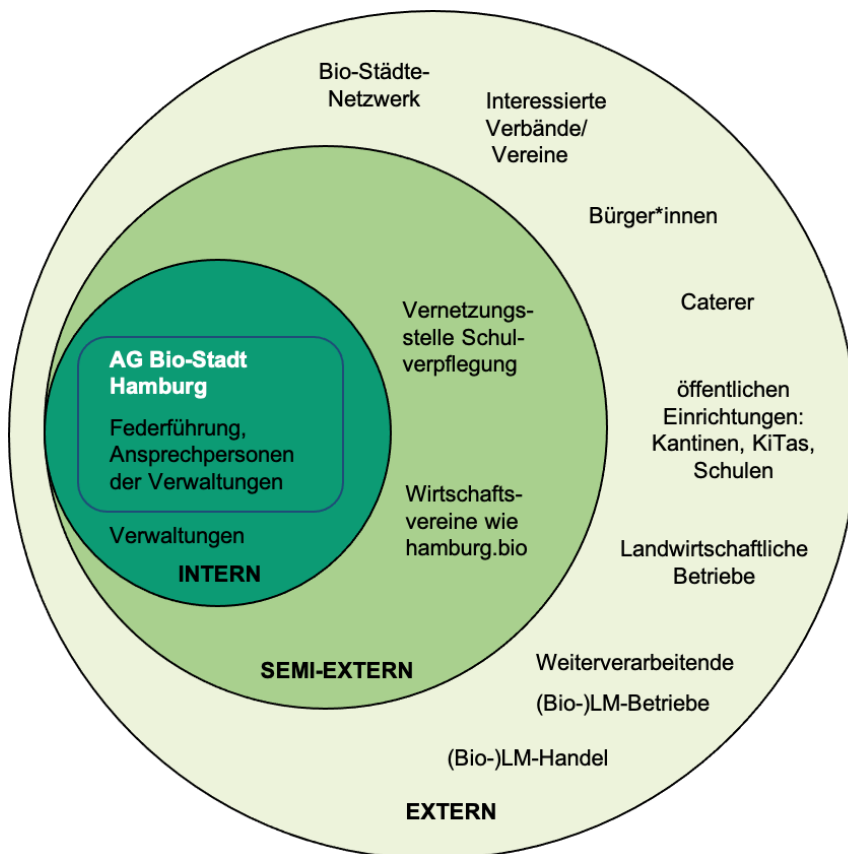 Bio-Städte-
Netzwerk
Interessierte
Verbände/
Vereine
Bürger*innen
Caterer
öffentlichen
Einrichtungen:
Kantinen, KiTas,
Schulen
Landwirtschaftliche
Betriebe
Weiterverarbeitende
(Bio-)LM-Betriebe
(Bio-)LM-Handel
EXTERN
Vernetzungs-
stelle Schul-
verpflegung
Wirtschafts-
vereine wie
hamburg.bio
SEMI-EXTERN
AG Bio-Stadt
Hamburg
Federführung,
Ansprechpersonen
der Verwaltungen
Verwaltungen
INTERN